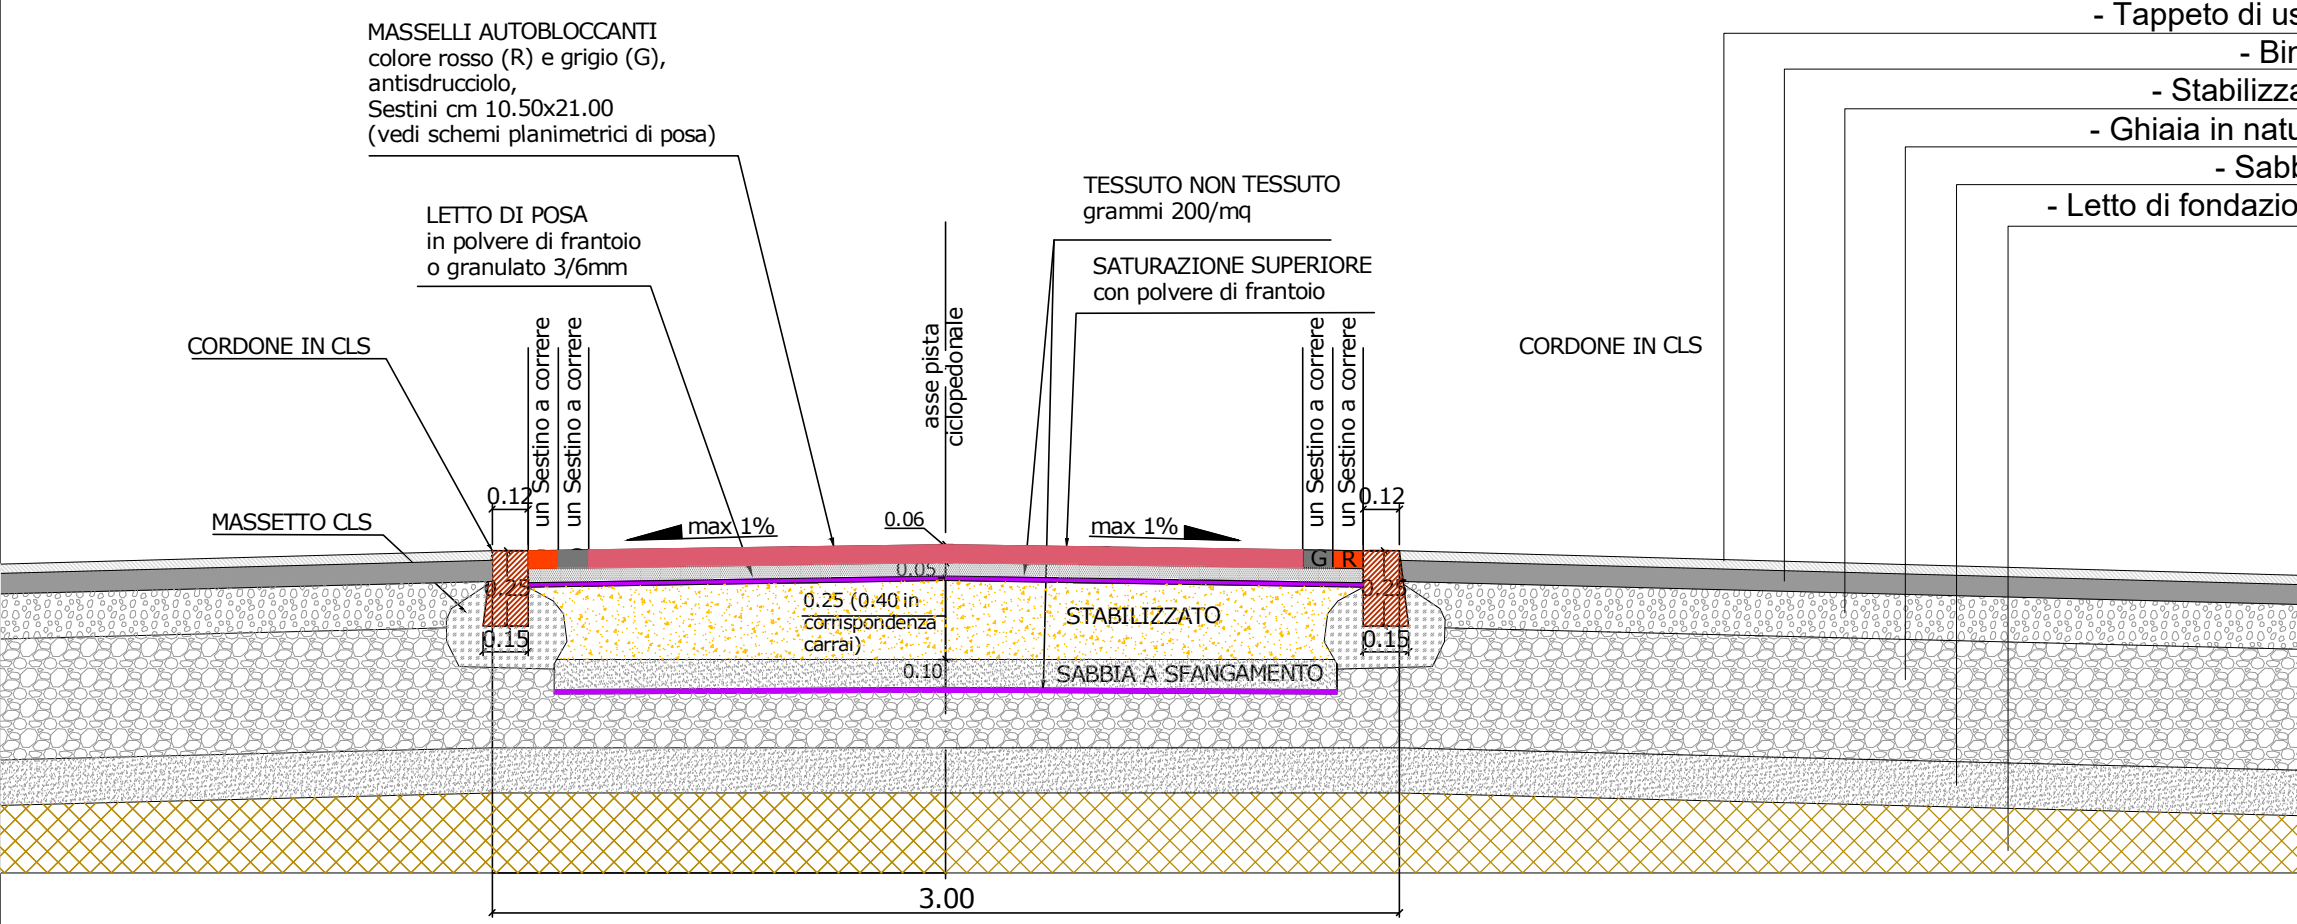 MASSELLI AUTOBLOCCANTI
colore rosso (R) e grigio (G),
antisdrucciolo,
Sestini cm 10.50x21.00
(vedi schemi planimetrici di posa)
LETTO DI POSA
in polvere di frantoio
o granulato 3/6mm
CORDONE IN CLS
MASSETTO CLS
TESSUTO NON TESSUTO
grammi 200/mq
SATURAZIONE SUPERIORE
con polvere di frantoio
CORDONE IN CLS
- Tappeto di us
- Bin
- Stabilizza
- Ghiaia in natu
- Sabb
- Letto di fondazio
un Sestino a correre
un Sestino a correre
asse pista
ciclopedonale
un Sestino a correre
un Sestino a correre
0.12
0.12
max 1%
0.06
max 1%
G
R
0.05
0.25
0.25
0.25 (0.40 in
corrispondenza
carrai)
STABILIZZATO
0.15
0.15
0.10
SABBIA A SFANGAMENTO
3.00